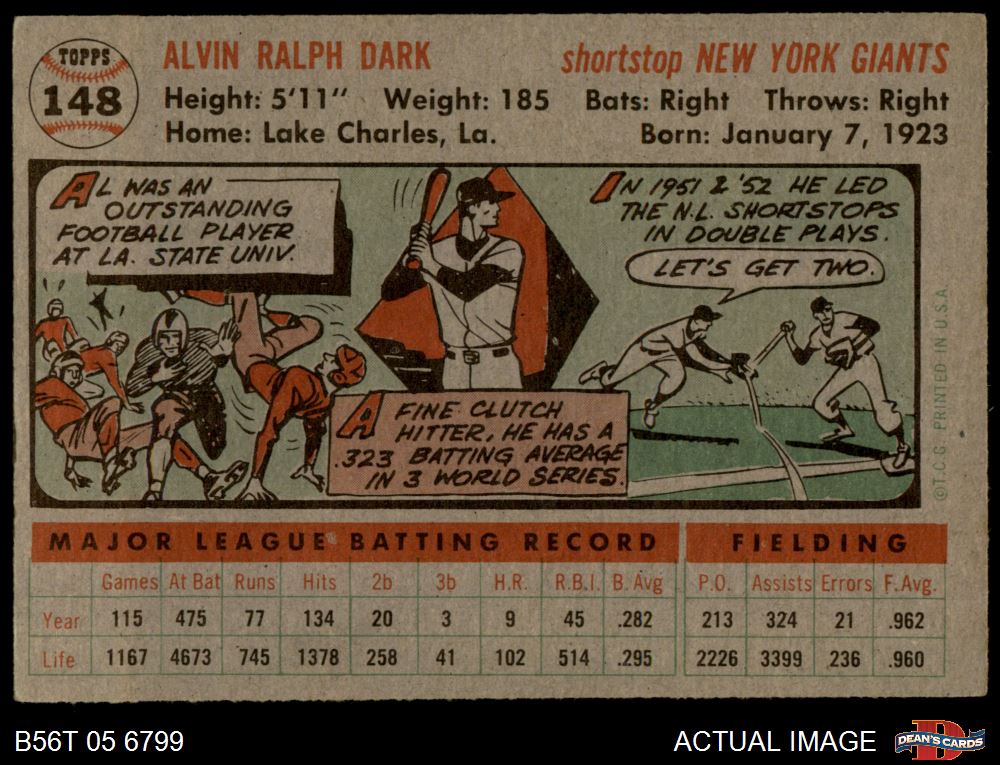 TOPPS
148
ALVIN RALPH DARK
shortstop NEW YORK GIANTS
Height: 5'11" Weight: 185 Bats: Right Throws: Right
Home: Lake Charles, La. Born: January 7, 1923
AL WAS AN
OUTSTANDING
FOOTBALL PLAYER
AT LA. STATE UNIV.
IN 1951 & '52 HE LED
THE N.L. SHORTSTOPS
IN DOUBLE PLAYS.
LET'S GET TWO.
A FINE CLUTCH
HITTER, HE HAS A
.323 BATTING AVERAGE
IN 3 WORLD SERIES.
©T.C.G. PRINTED IN U.S.A.
MAJOR LEAGUE BATTING RECORD FIELDING
Games At Bat Runs Hits 2b 3b H.R. R.B.I. B. Avg P.O. Assists Errors F.Avg.
Year 115 475 77 134 20 3 9 45 .282 213 324 21 .962
Life 1167 4673 745 1378 258 41 102 514 .295 2226 3399 236 .960
B56T 05 6799 ACTUAL IMAGE
DEAN'S CARDS